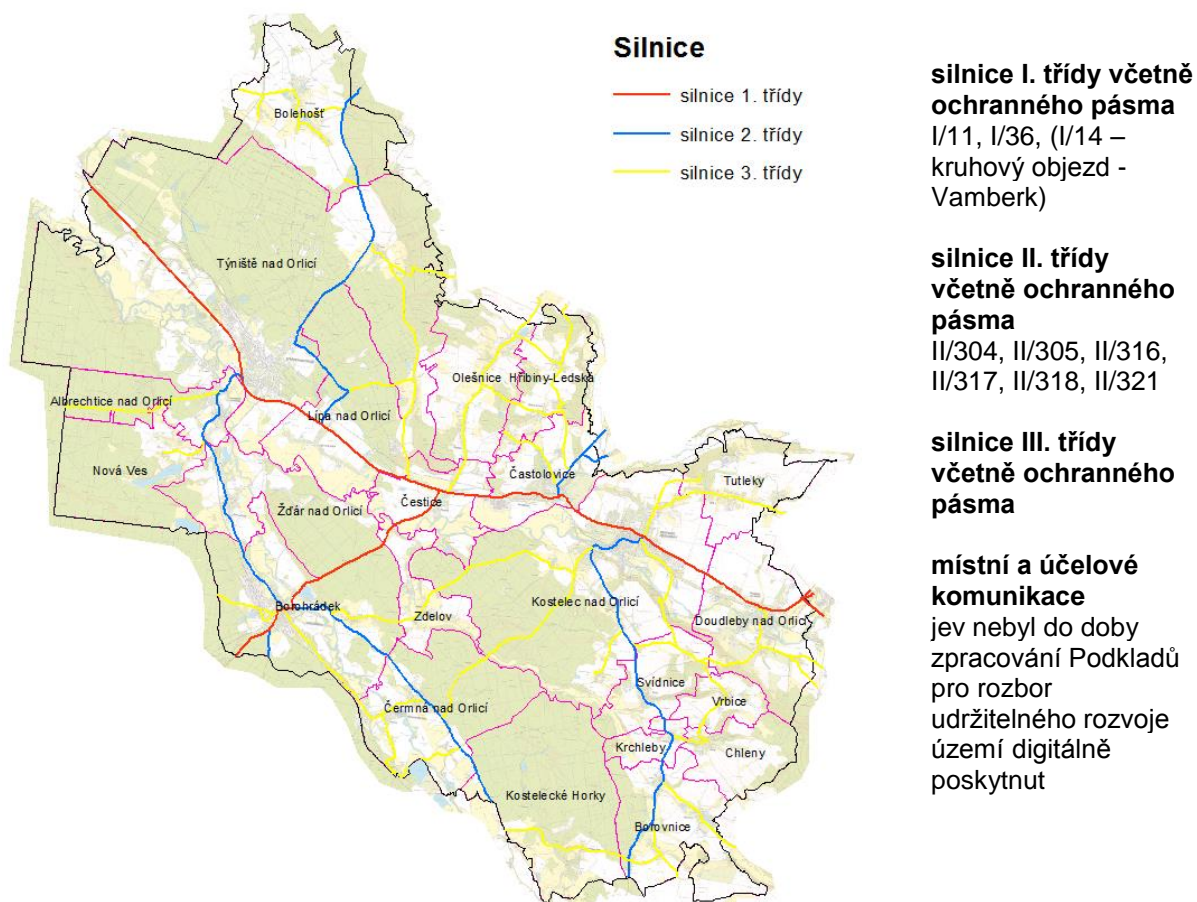 Silnice
silnice 1. třídy
silnice 2. třídy
silnice 3. třídy
Bolehošť
Týniště nad Orlicí
Olešnice
Hřibiny-Ledská
Albrechtice nad Orlicí
Lípa nad Orlicí
Nová Ves
Častolovice
Tutleky
Čestice
Žďár nad Orlicí
Kostelec nad Orlicí
Borohrádek
Zdelov
Doudleby nad Orlicí
Svídnice
Vrbice
Čermná nad Orlicí
Krchleby
Chleny
Kostelecké Horky
Borovnice
silnice I. třídy včetně
ochranného pásma
I/11, I/36, (I/14 –
kruhový objezd -
Vamberk)
silnice II. třídy
včetně ochranného
pásma
II/304, II/305, II/316,
II/317, II/318, II/321
silnice III. třídy
včetně ochranného
pásma
místní a účelové
komunikace
jev nebyl do doby
zpracování Podkladů
pro rozbor
udržitelného rozvoje
území digitálně
poskytnut